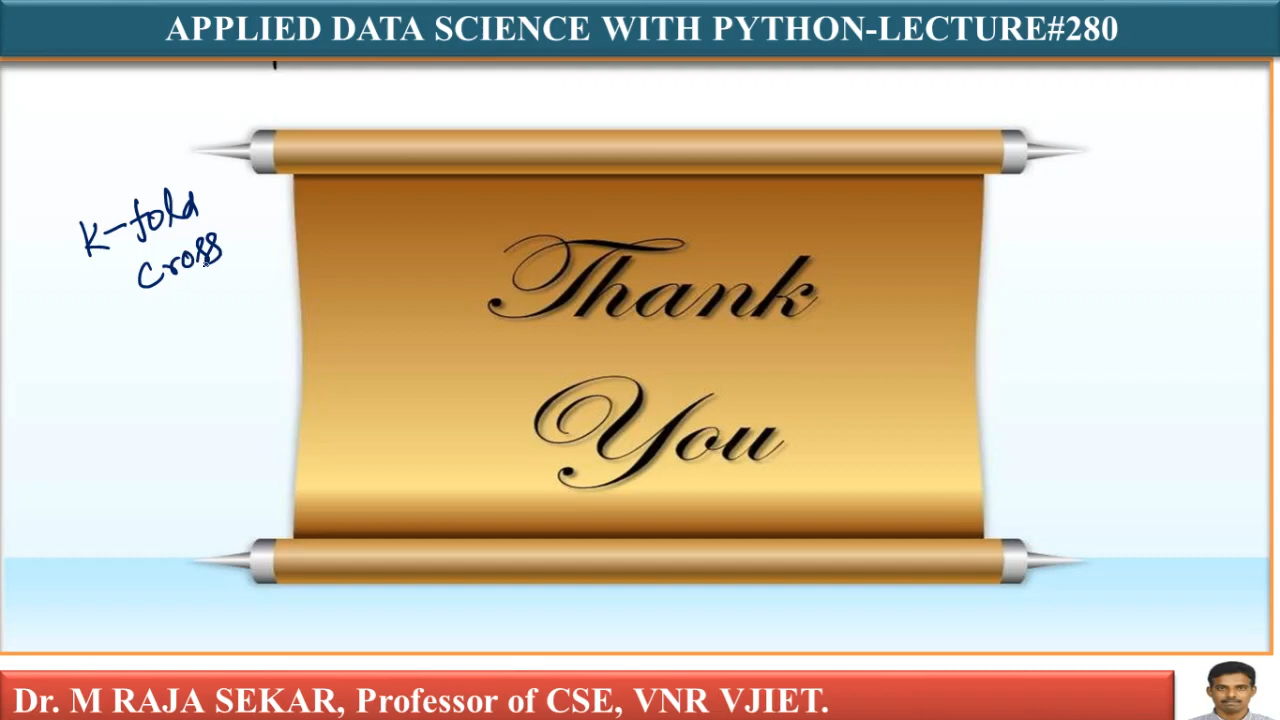 APPLIED DATA SCIENCE WITH PYTHON-LECTURE#280
K-fold
cross
Thank
You
Dr. M RAJA SEKAR, Professor of CSE, VNR VJIET.